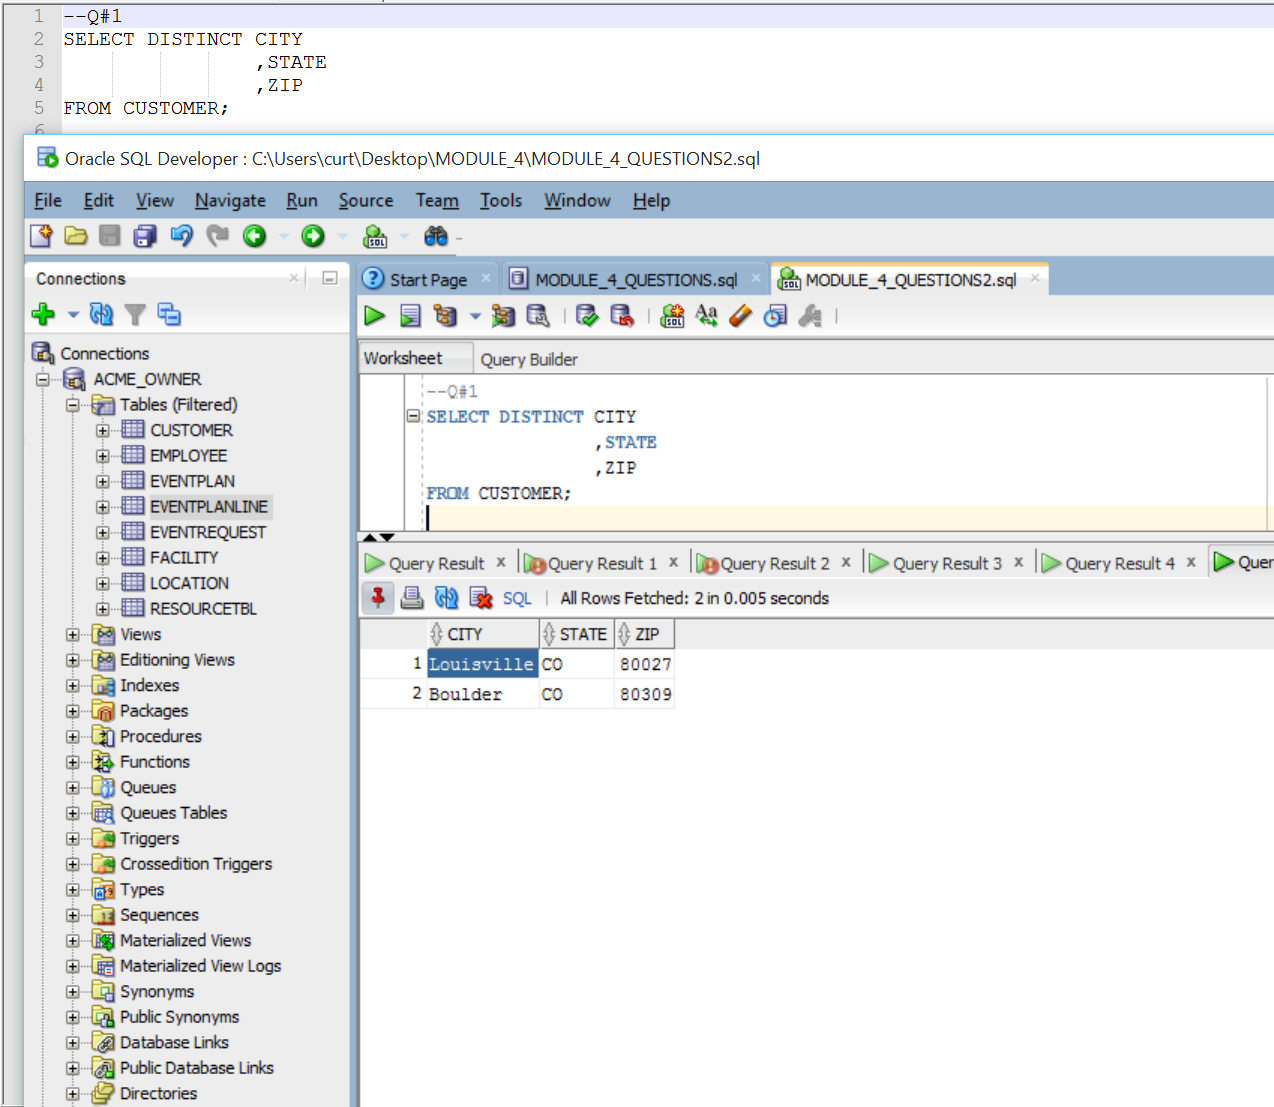 1 --Q#1
2 SELECT DISTINCT CITY
3 ,STATE
4 ,ZIP
5 FROM CUSTOMER;
6
Oracle SQL Developer : C:\Users\curt\Desktop\MODULE_4\MODULE_4_QUESTIONS2.sql
File Edit View Navigate Run Source Team Tools Window Help
Connections
Start Page MODULE_4_QUESTIONS.sql MODULE_4_QUESTIONS2.sql
Connections
ACME_OWNER
Tables (Filtered)
CUSTOMER
EMPLOYEE
EVENTPLAN
EVENTPLANLINE
EVENTREQUEST
FACILITY
LOCATION
RESOURCETBL
Views
Editioning Views
Indexes
Packages
Procedures
Functions
Queues
Queues Tables
Triggers
Crossedition Triggers
Types
Sequences
Materialized Views
Materialized View Logs
Synonyms
Public Synonyms
Database Links
Public Database Links
Directories
Worksheet Query Builder
--Q#1
SELECT DISTINCT CITY
,STATE
,ZIP
FROM CUSTOMER;
Query Result x Query Result 1 x Query Result 2 x Query Result 3 x Query Result 4 x Quer
SQL | All Rows Fetched: 2 in 0.005 seconds
CITY STATE ZIP
1 Louisville CO 80027
2 Boulder CO 80309